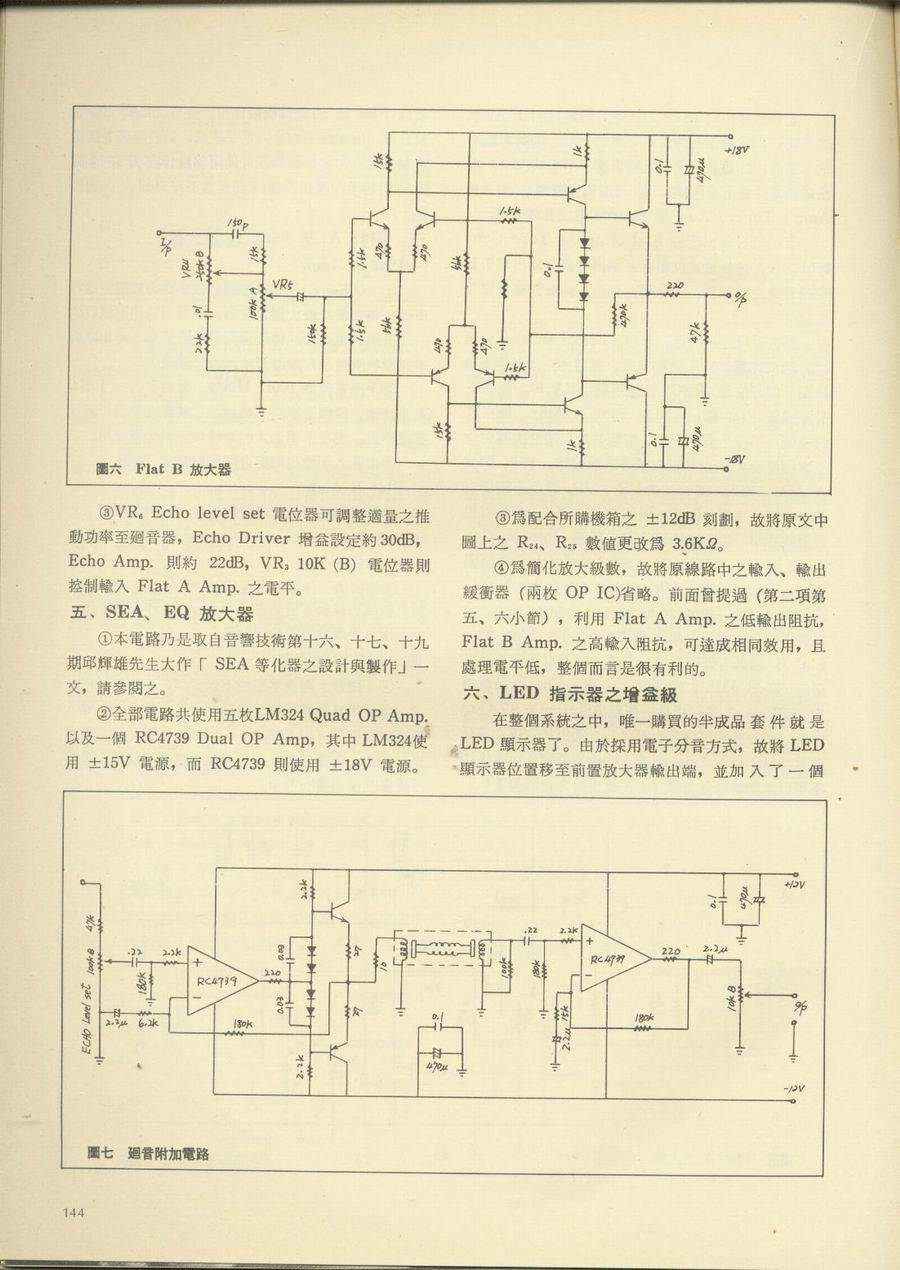 +18V
15k
1k
0.1
470μ
150p
I/p
VR4
250k B
15k
VR5
100k A
.01
22k
150k
1.5k
1.5k
470
470
56k
56k
1.5k
0.1
470k
220
o/p
47k
470
470
1.5k
15k
1k
0.1
470μ
-18V
圖六 Flat B 放大器
③VR₆ Echo level set 電位器可調整適量之推
動功率至廻音器，Echo Driver 增益設定約30dB，
Echo Amp. 則約 22dB，VR₃ 10K (B) 電位器則
控制輸入 Flat A Amp. 之電平。
五、SEA、EQ 放大器
①本電路乃是取自音響技術第十六、十七、十九
期邱輝雄先生大作「 SEA 等化器之設計與製作」一
文，請參閱之。
②全部電路共使用五枚LM324 Quad OP Amp.
以及一個 RC4739 Dual OP Amp，其中 LM324使
用 ±15V 電源，而 RC4739 則使用 ±18V 電源。
③爲配合所購機箱之 ±12dB 刻劃，故將原文中
圖上之 R₂₄、R₂₅ 數値更改爲 3.6KΩ。
④爲簡化放大級數，故將原線路中之輸入、輸出
緩衝器 (兩枚 OP IC)省略。前面曾提過 (第二項第
五、六小節) ，利用 Flat A Amp. 之低輸出阻抗，
Flat B Amp. 之高輸入阻抗，可達成相同效用，且
處理電平低，整個而言是很有利的。
六、LED 指示器之增益級
在整個系統之中，唯一購買的半成品套件就是
LED 顯示器了。由於採用電子分音方式，故將 LED
顯示器位置移至前置放大器輸出端，並加入了一個
+12V
47k
100k B
ECHO Level set
.22
2.2k
180k
2.2μ
6.2k
RC4739
+
-
220
0.03
0.03
2.2k
2.2k
180k
27
27
10
0.1
470μ
100k
.22
180k
2.2k
RC4739
+
-
15k
2.2μ
180k
220
2.2μ
10k B
0.1
470μ
o/p
-12V
圖七 廻音附加電路
144